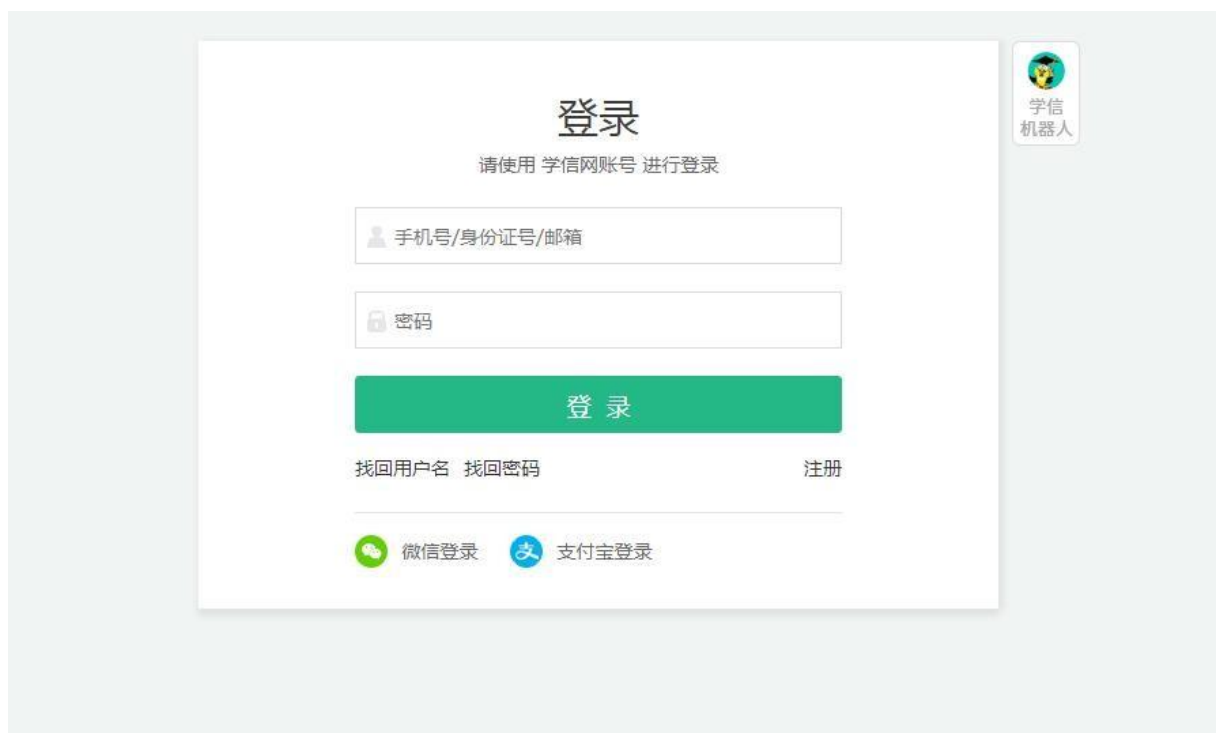 登录
请使用 学信网账号 进行登录
手机号/身份证号/邮箱
密码
登 录
找回用户名 找回密码 注册
微信登录 支付宝登录
学信
机器人